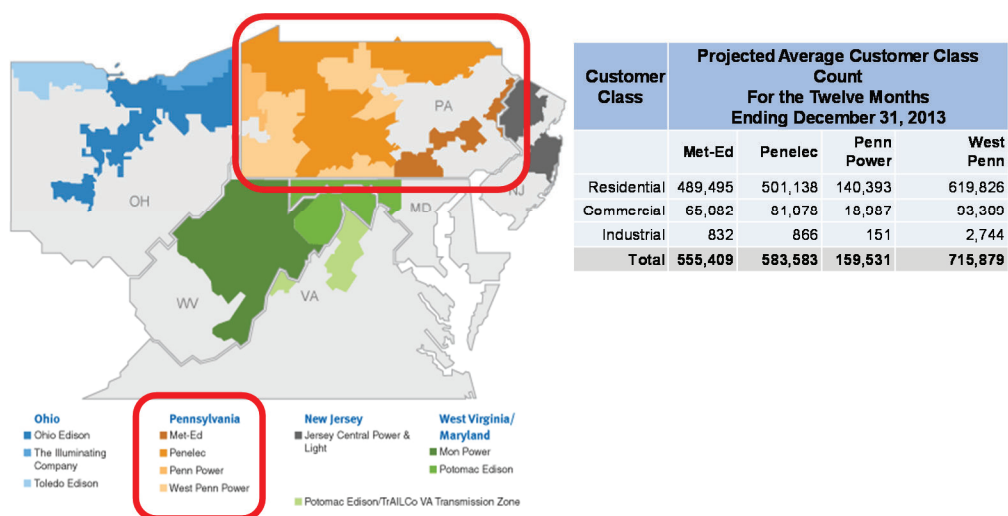 PA
OH
NJ
MD
WV
VA
Ohio
Ohio Edison
The Illuminating
Company
Toledo Edison
Pennsylvania
Met-Ed
Penelec
Penn Power
West Penn Power
New Jersey
Jersey Central Power &
Light
West Virginia/
Maryland
Mon Power
Potomac Edison
Potomac Edison/TrAILCo VA Transmission Zone
Customer
Class
Projected Average Customer Class
Count
For the Twelve Months
Ending December 31, 2013
Met-Ed Penelec Penn Power West Penn
Residential 489,495 501,138 140,393 619,826
Commercial 65,082 18,987 93,309
Industrial 832 866 151 2,744
Total 555,409 583,583 159,531 715,879